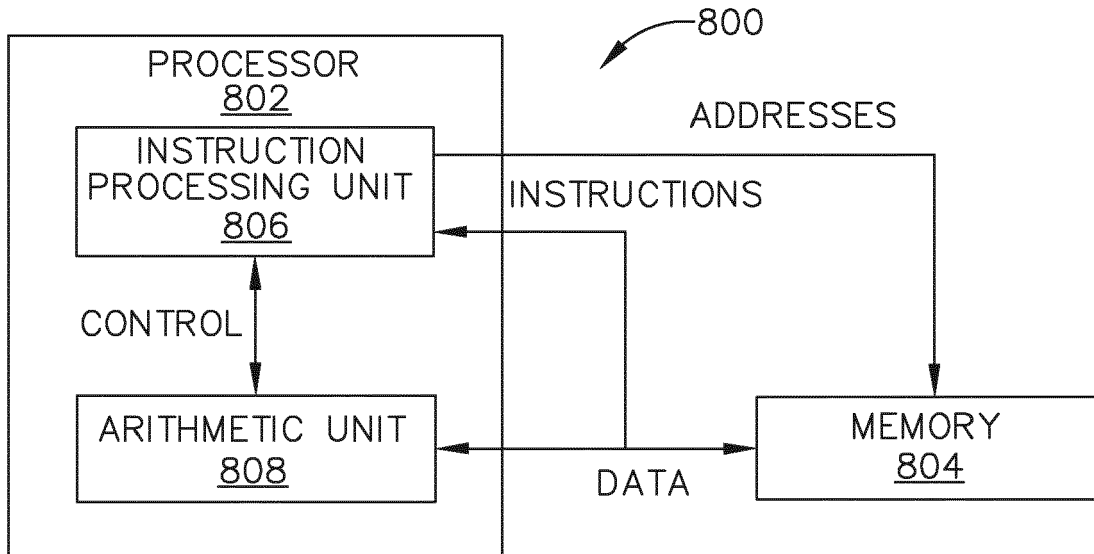 800
PROCESSOR
802
ADDRESSES
INSTRUCTION
PROCESSING UNIT
806
INSTRUCTIONS
CONTROL
ARITHMETIC UNIT
808
DATA
MEMORY
804